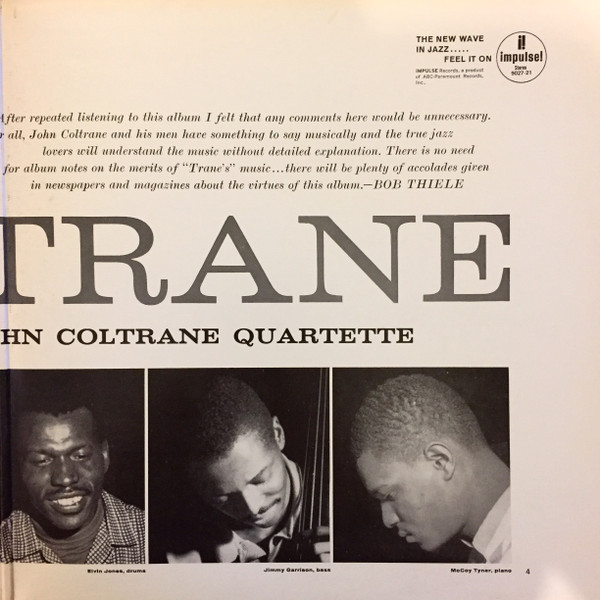 THE NEW WAVE
IN JAZZ.....
FEEL IT ON
IMPULSE Records, a product
of ABC-Paramount Records,
Inc.
i!
impulse!
Stereo
9027-21
After repeated listening to this album I felt that any comments here would be unnecessary.
r all, John Coltrane and his men have something to say musically and the true jazz
lovers will understand the music without detailed explanation. There is no need
for album notes on the merits of "Trane's" music...there will be plenty of accolades given
in newspapers and magazines about the virtues of this album.—BOB THIELE
TRANE
HN COLTRANE QUARTETTE
Elvin Jones, drums
Jimmy Garrison, bass
McCoy Tyner, piano
4